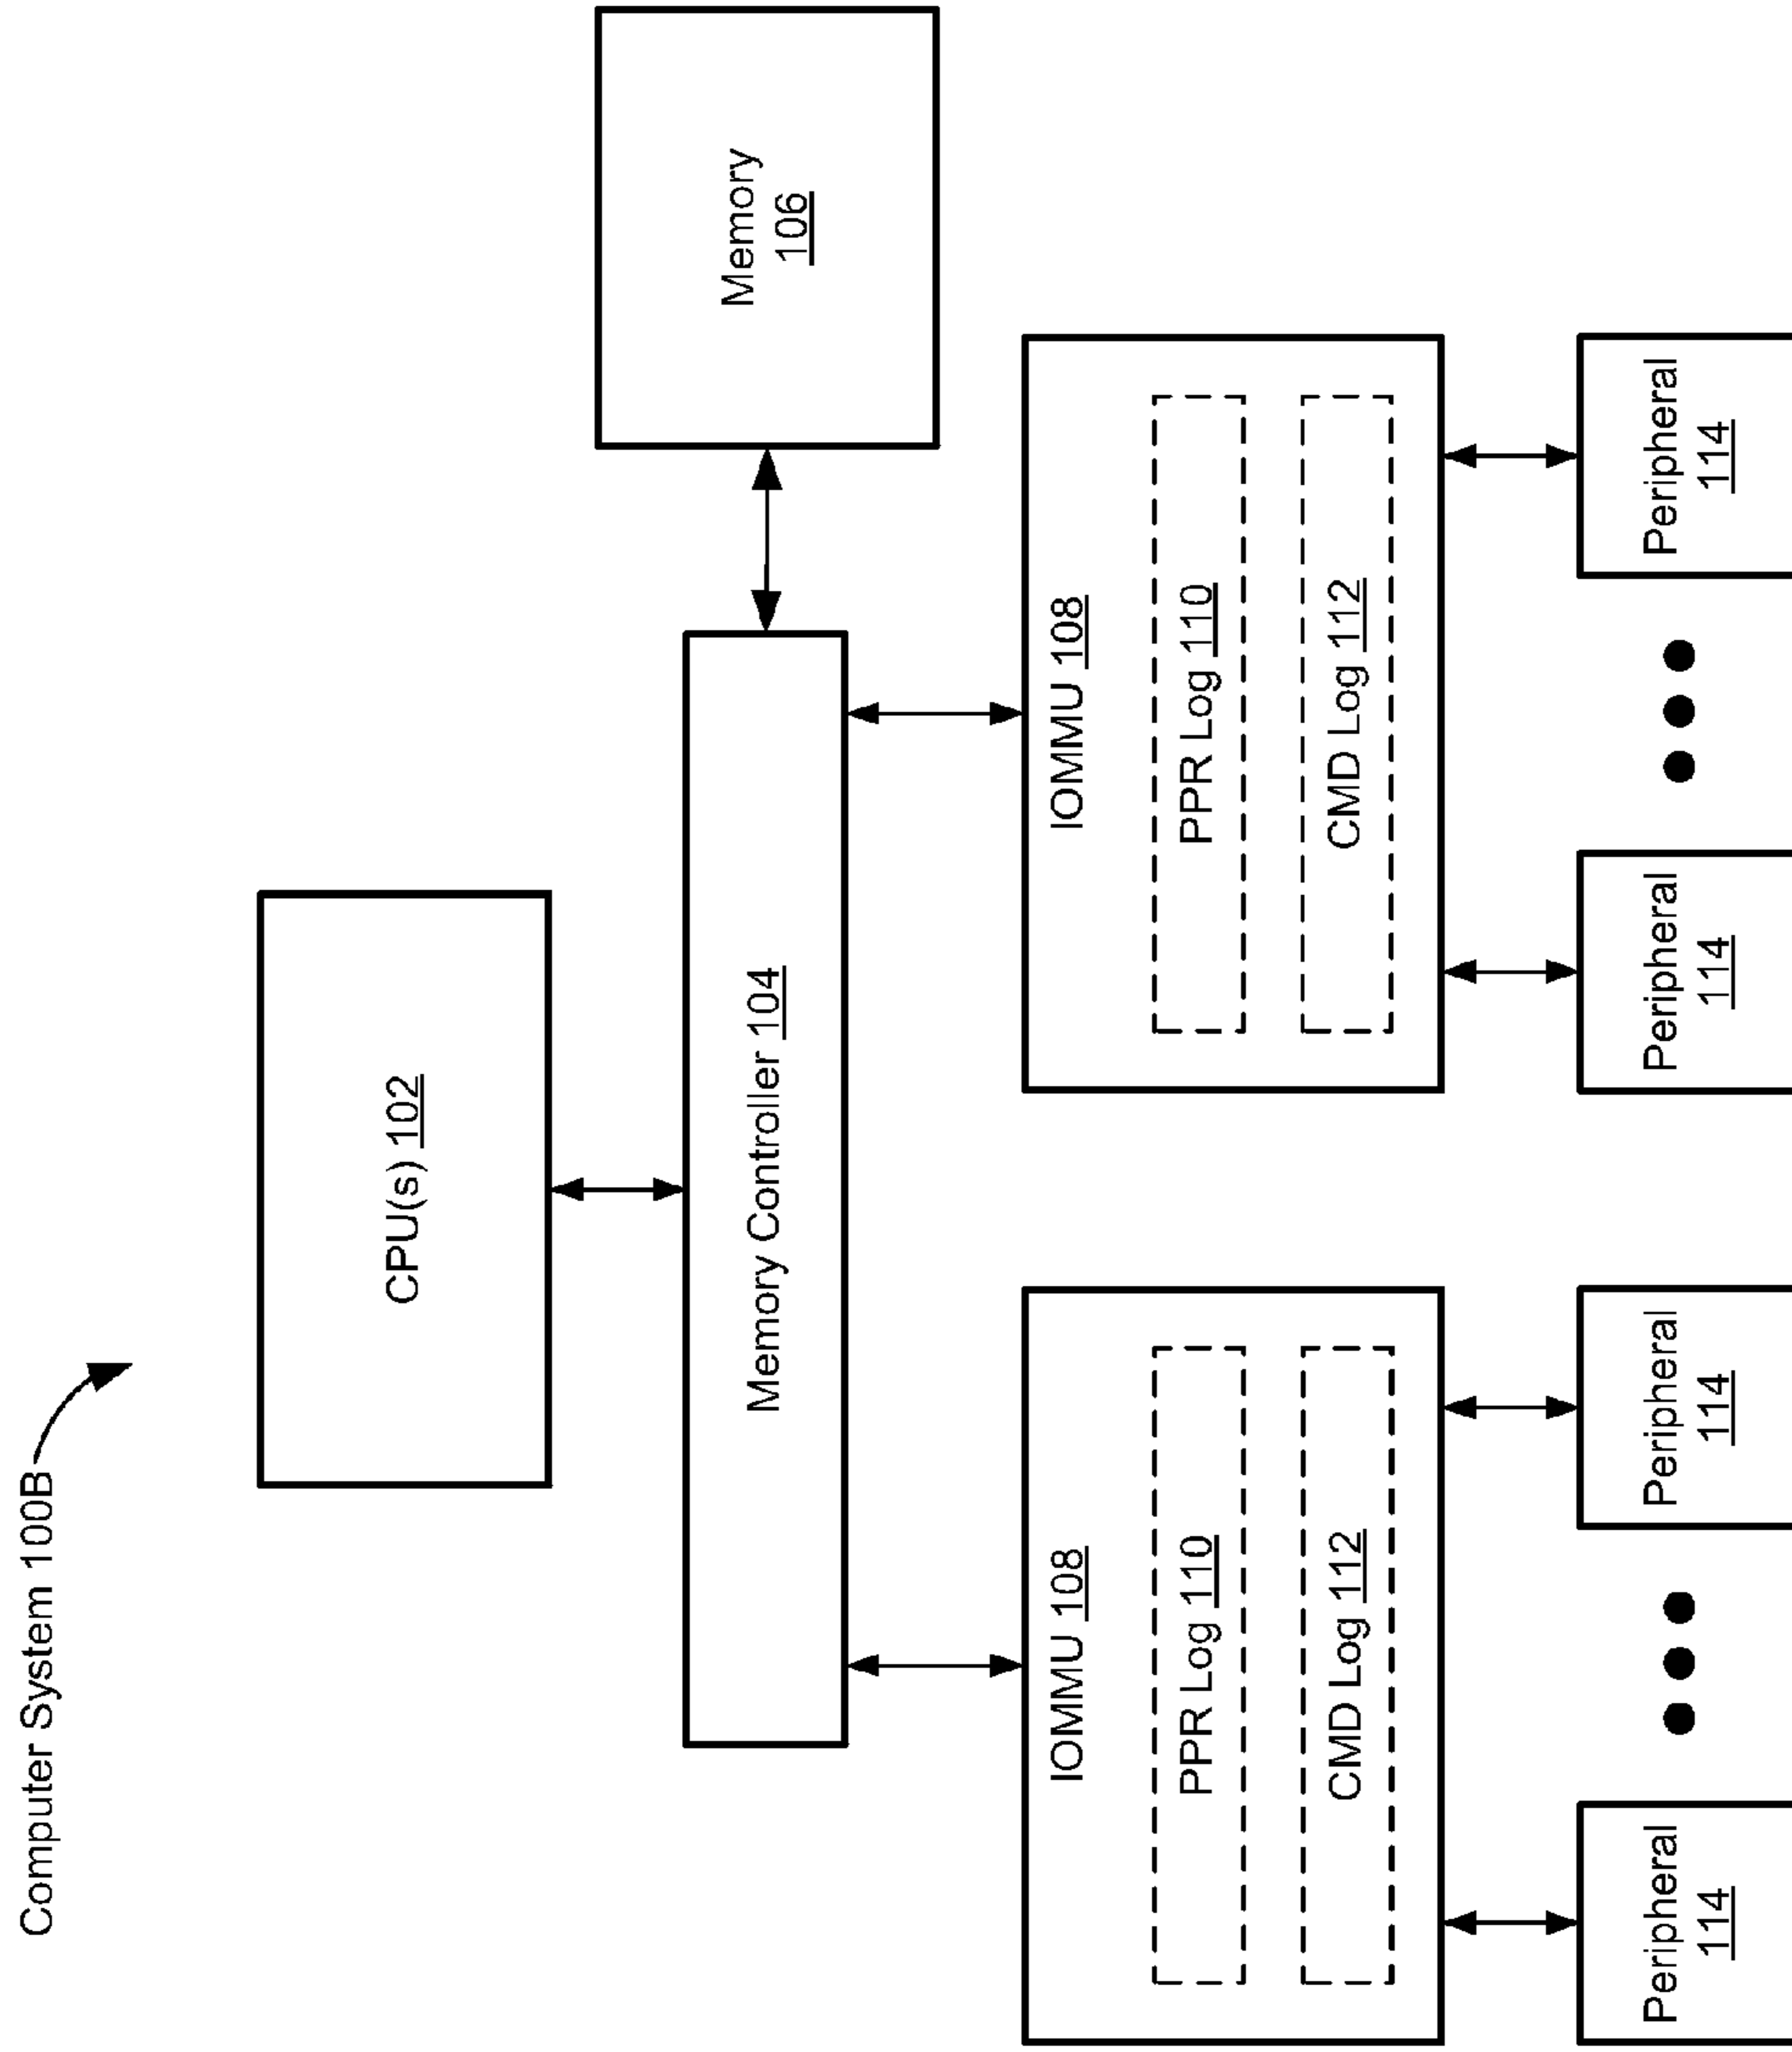 Computer System 100B
CPU(s) 102
Memory Controller 104
Memory
106
IOMMU 108
PPR Log 110
CMD Log 112
IOMMU 108
PPR Log 110
CMD Log 112
Peripheral
114
Peripheral
114
Peripheral
114
Peripheral
114